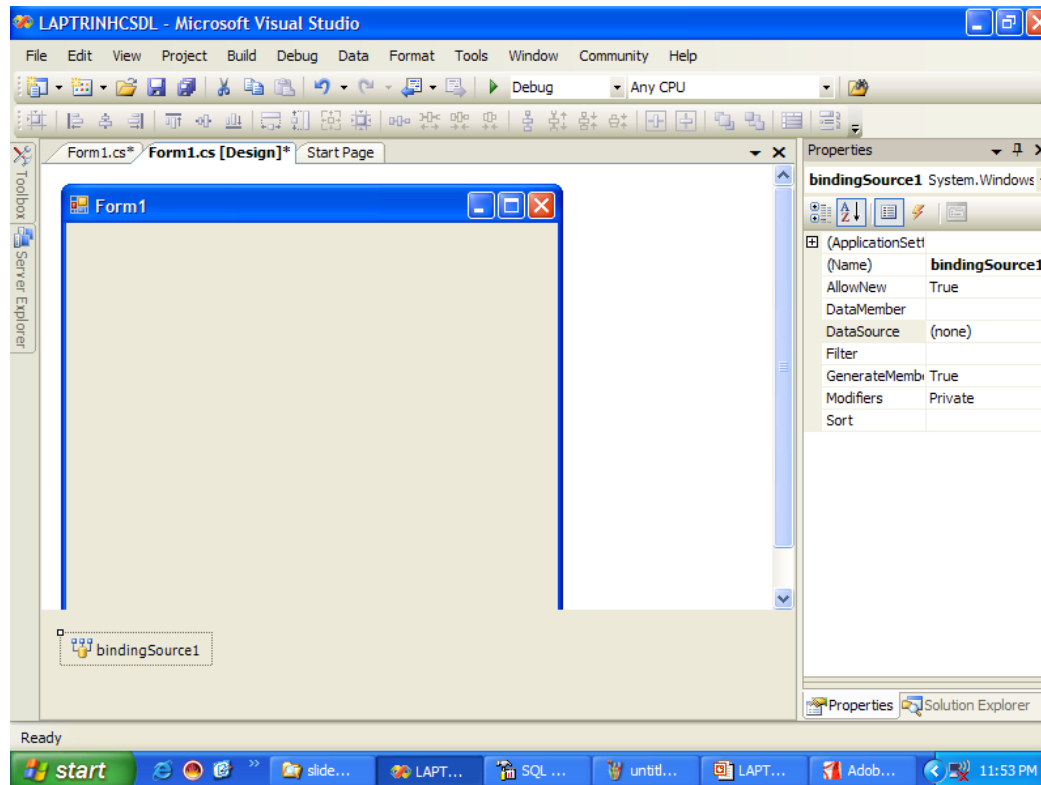 LAPTRINHCSDL - Microsoft Visual Studio
File Edit View Project Build Debug Data Format Tools Window Community Help
Debug Any CPU
Form1.cs* Form1.cs [Design]* Start Page
Toolbox
Server Explorer
Form1
bindingSource1
Properties
bindingSource1 System.Windows
(ApplicationSett
(Name) bindingSource1
AllowNew True
DataMember
DataSource (none)
Filter
GenerateMemb True
Modifiers Private
Sort
Properties Solution Explorer
Ready
start slide... LAPT... SQL ... untitl... LAPT... Adob... 11:53 PM